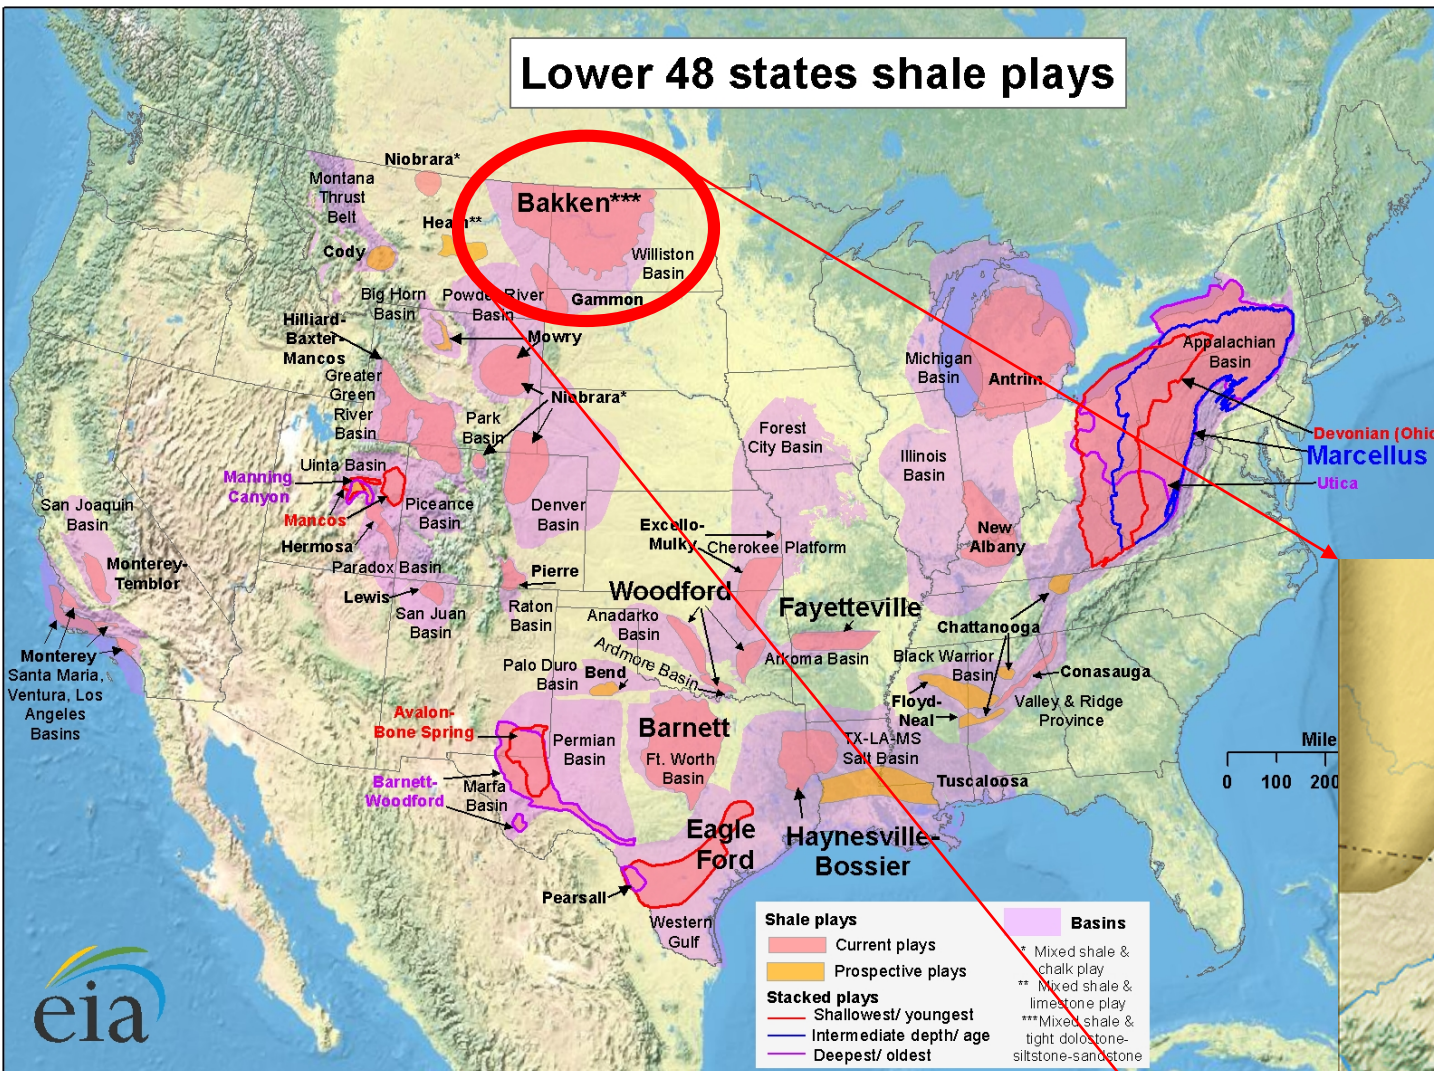 Lower 48 states shale plays
Niobrara*
Montana
Thrust
Belt
Bakken***
Heath**
Cody
Williston
Basin
Big Horn
Basin
Powder River
Basin
Gammon
Hilliard-
Baxter-
Mancos
Mowry
Greater
Green
River
Basin
Niobrara*
Park
Basin
Michigan
Basin
Antrim
Appalachian
Basin
Forest
City Basin
Illinois
Basin
Devonian (Ohio
Marcellus
Utica
Uinta Basin
Manning
Canyon
San Joaquin
Basin
Mancos
Piceance
Basin
Denver
Basin
Hermosa
Excello-
Mulky
Cherokee Platform
New
Albany
Monterey-
Temblor
Paradox Basin
Pierre
Lewis
San Juan
Basin
Raton
Basin
Woodford
Anadarko
Basin
Fayetteville
Chattanooga
Monterey
Santa Maria,
Ventura, Los
Angeles
Basins
Ardmore Basin
Arkoma Basin
Black Warrior
Basin
Conasauga
Palo Duro
Basin
Bend
Floyd-
Neal
Valley & Ridge
Province
Avalon-
Bone Spring
Permian
Basin
Barnett
Ft. Worth
Basin
TX-LA-MS
Salt Basin
Tuscaloosa
Mile
0 100 200
Barnett-
Woodford
Marfa
Basin
Eagle
Ford
Haynesville-
Bossier
Pearsall
Western
Gulf
Shale plays
Current plays
Prospective plays
Stacked plays
Shallowest/ youngest
Intermediate depth/ age
Deepest/ oldest
Basins
* Mixed shale &
chalk play
** Mixed shale &
limestone play
***Mixed shale &
tight dolostone-
siltstone-sandstone
eia